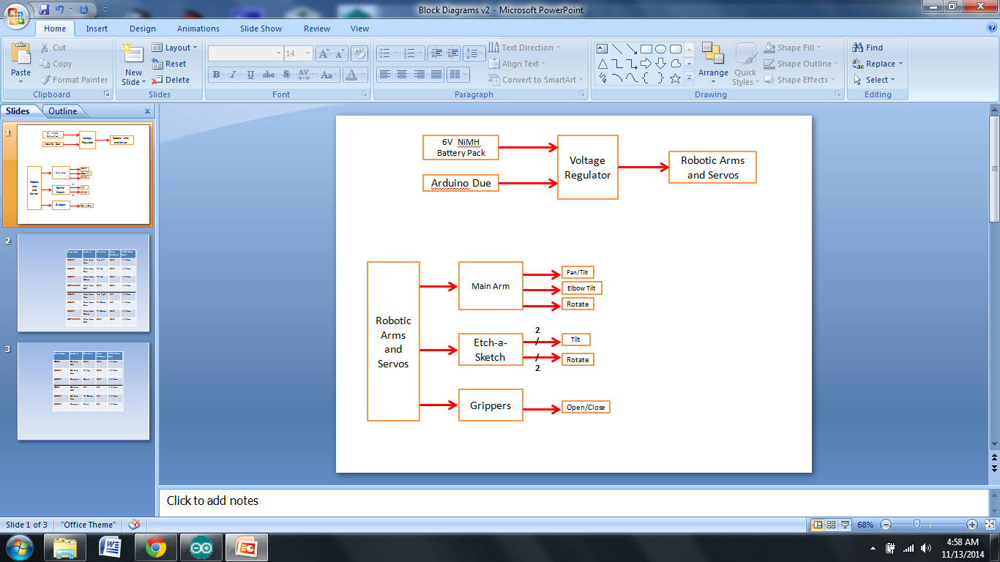 Block Diagrams v2 - Microsoft PowerPoint
Home Insert Design Animations Slide Show Review View
Paste
Cut
Copy
Format Painter
Clipboard
New
Slide
Layout
Reset
Delete
Slides
14
B I U abc S AV Aa A
Font
Text Direction
Align Text
Convert to SmartArt
Paragraph
Arrange
Quick
Styles
Shape Fill
Shape Outline
Shape Effects
Drawing
Find
Replace
Select
Editing
Slides Outline x
1
2
3
6V NiMH
Battery Pack
Arduino Due
Voltage
Regulator
Robotic Arms
and Servos
Robotic
Arms
and
Servos
Main Arm
Pan/Tilt
Elbow Tilt
Rotate
Etch-a-
Sketch
2
/
Tilt
/
2
Rotate
Grippers
Open/Close
Click to add notes
Slide 1 of 3 "Office Theme" 68%
4:58 AM
11/13/2014